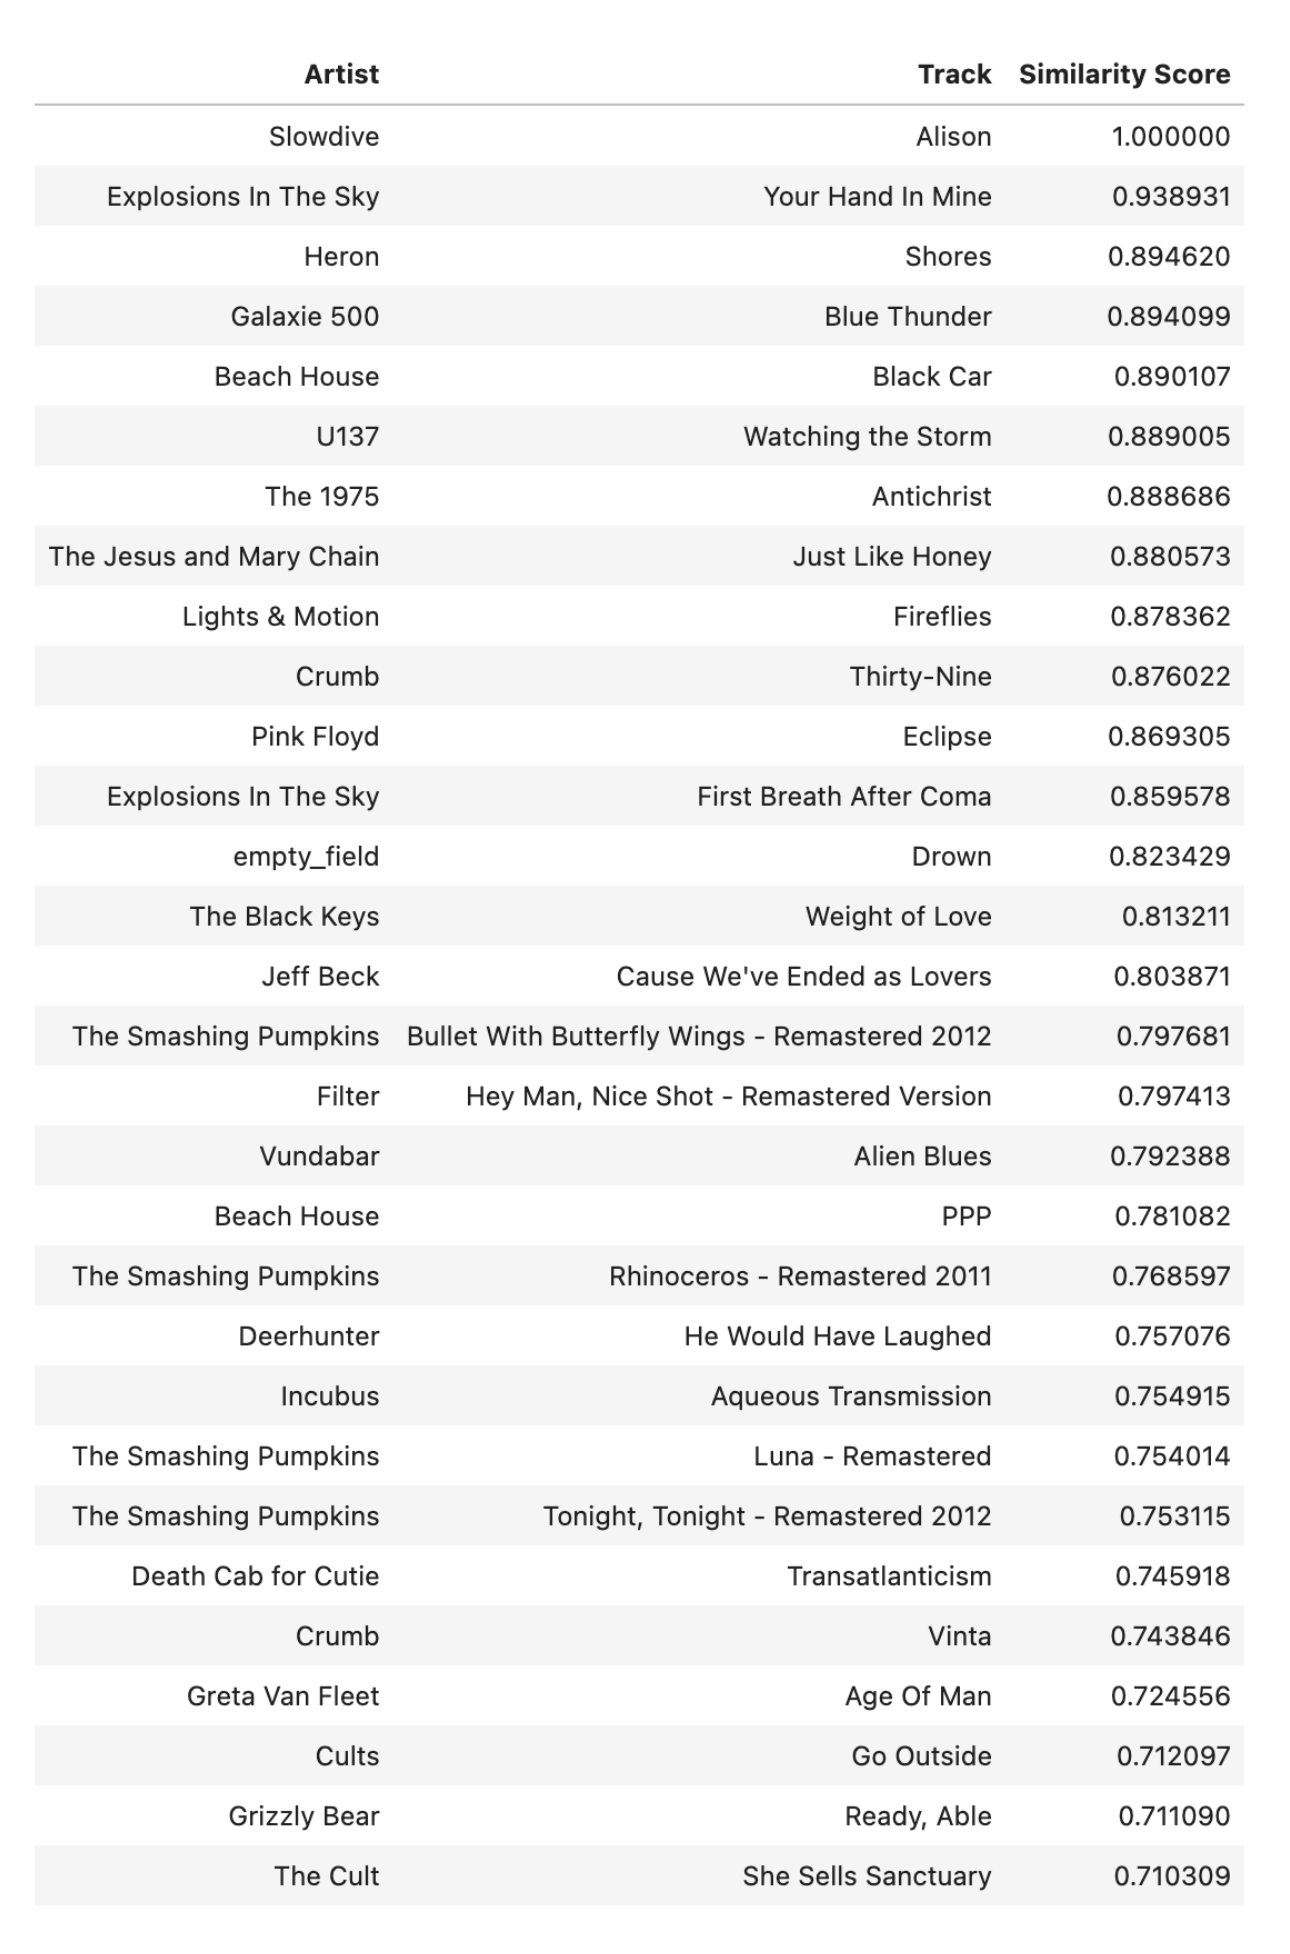 Artist Track Similarity Score
Slowdive Alison 1.000000
Explosions In The Sky Your Hand In Mine 0.938931
Heron Shores 0.894620
Galaxie 500 Blue Thunder 0.894099
Beach House Black Car 0.890107
U137 Watching the Storm 0.889005
The 1975 Antichrist 0.888686
The Jesus and Mary Chain Just Like Honey 0.880573
Lights & Motion Fireflies 0.878362
Crumb Thirty-Nine 0.876022
Pink Floyd Eclipse 0.869305
Explosions In The Sky First Breath After Coma 0.859578
empty_field Drown 0.823429
The Black Keys Weight of Love 0.813211
Jeff Beck Cause We've Ended as Lovers 0.803871
The Smashing Pumpkins Bullet With Butterfly Wings - Remastered 2012 0.797681
Filter Hey Man, Nice Shot - Remastered Version 0.797413
Vundabar Alien Blues 0.792388
Beach House PPP 0.781082
The Smashing Pumpkins Rhinoceros - Remastered 2011 0.768597
Deerhunter He Would Have Laughed 0.757076
Incubus Aqueous Transmission 0.754915
The Smashing Pumpkins Luna - Remastered 0.754014
The Smashing Pumpkins Tonight, Tonight - Remastered 2012 0.753115
Death Cab for Cutie Transatlanticism 0.745918
Crumb Vinta 0.743846
Greta Van Fleet Age Of Man 0.724556
Cults Go Outside 0.712097
Grizzly Bear Ready, Able 0.711090
The Cult She Sells Sanctuary 0.710309